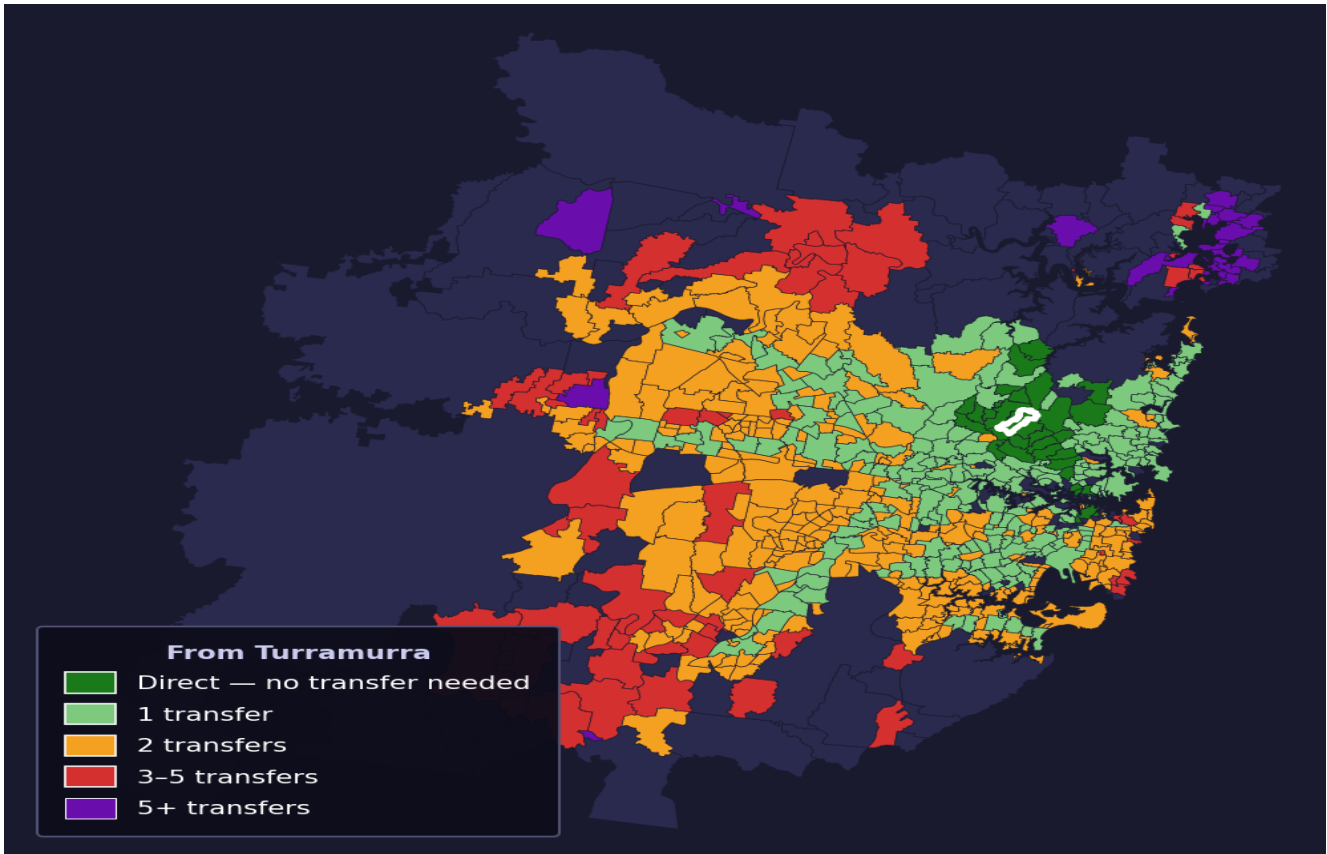 From Turramurra
Direct — no transfer needed
1 transfer
2 transfers
3–5 transfers
5+ transfers